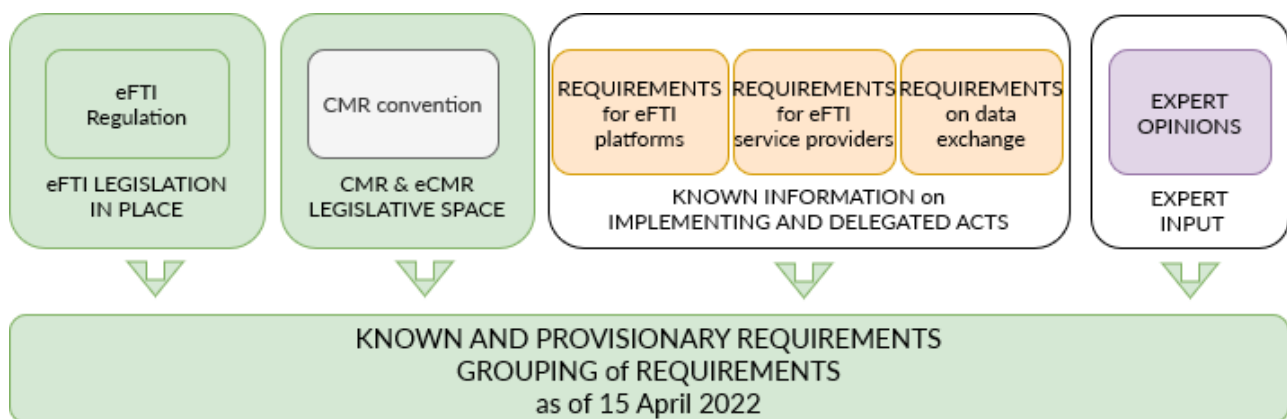 eFTI
Regulation
eFTI LEGISLATION
IN PLACE
CMR convention
CMR & eCMR
LEGISLATIVE SPACE
REQUIREMENTS
for eFTI
platforms
REQUIREMENTS
for eFTI
service providers
REQUIREMENTS
on data
exchange
KNOWN INFORMATION on
IMPLEMENTING AND DELEGATED ACTS
EXPERT
OPINIONS
EXPERT
INPUT
KNOWN AND PROVISIONARY REQUIREMENTS
GROUPING of REQUIREMENTS
as of 15 April 2022